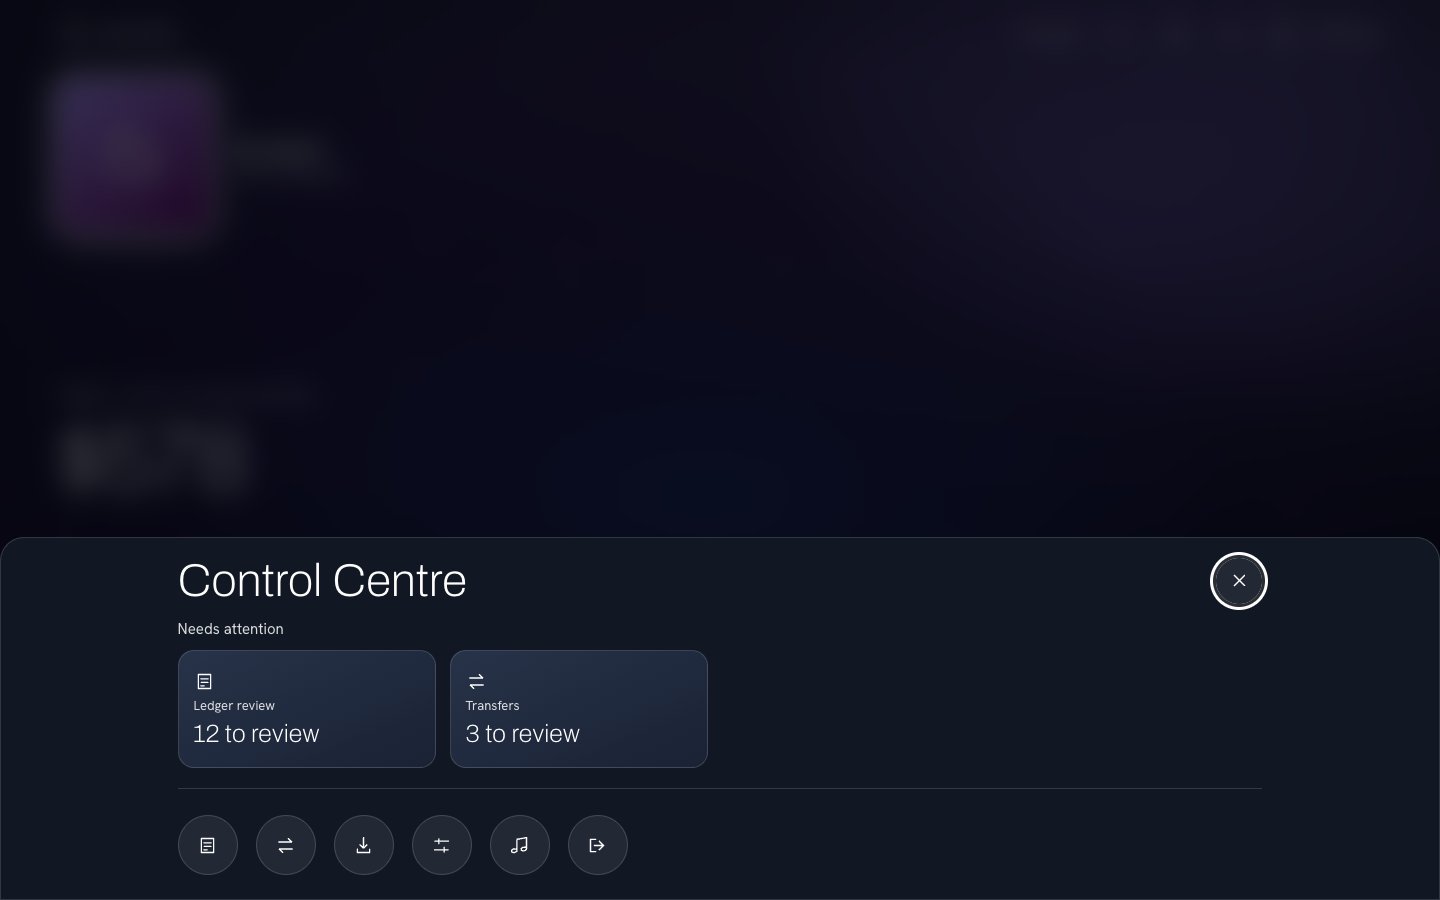 Control Centre
Needs attention
Ledger review
12 to review
Transfers
3 to review